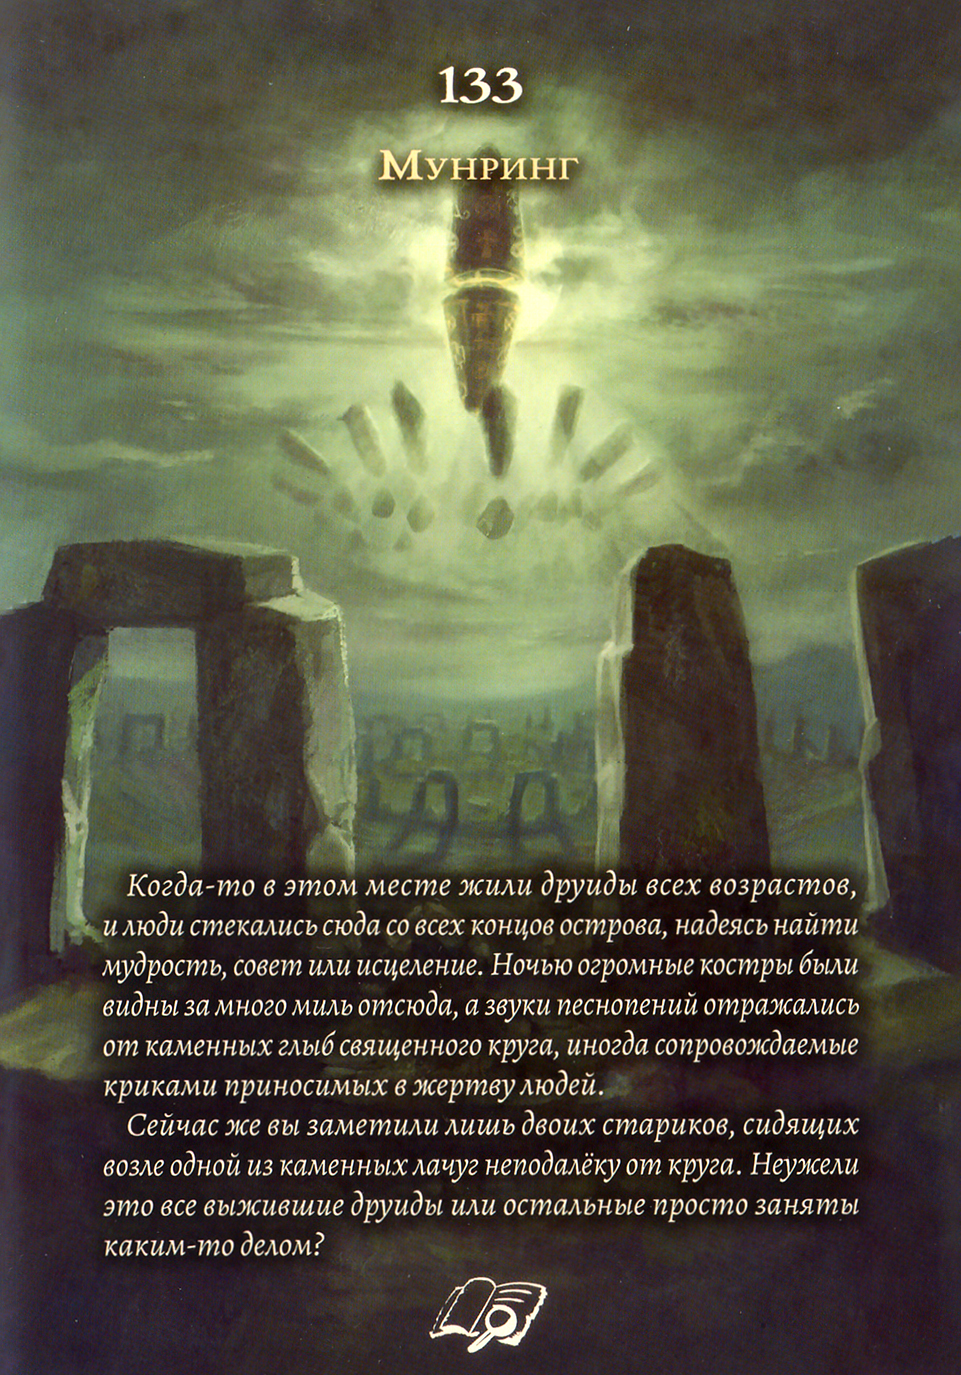 133
Мунринг
Когда-то в этом месте жили друиды всех возрастов,
и люди стекались сюда со всех концов острова, надеясь найти
мудрость, совет или исцеление. Ночью огромные костры были
видны за много миль отсюда, а звуки песнопений отражались
от каменных глыб священного круга, иногда сопровождаемые
криками приносимых в жертву людей.
Сейчас же вы заметили лишь двоих стариков, сидящих
возле одной из каменных лачуг неподалёку от круга. Неужели
это все выжившие друиды или остальные просто заняты
каким-то делом?